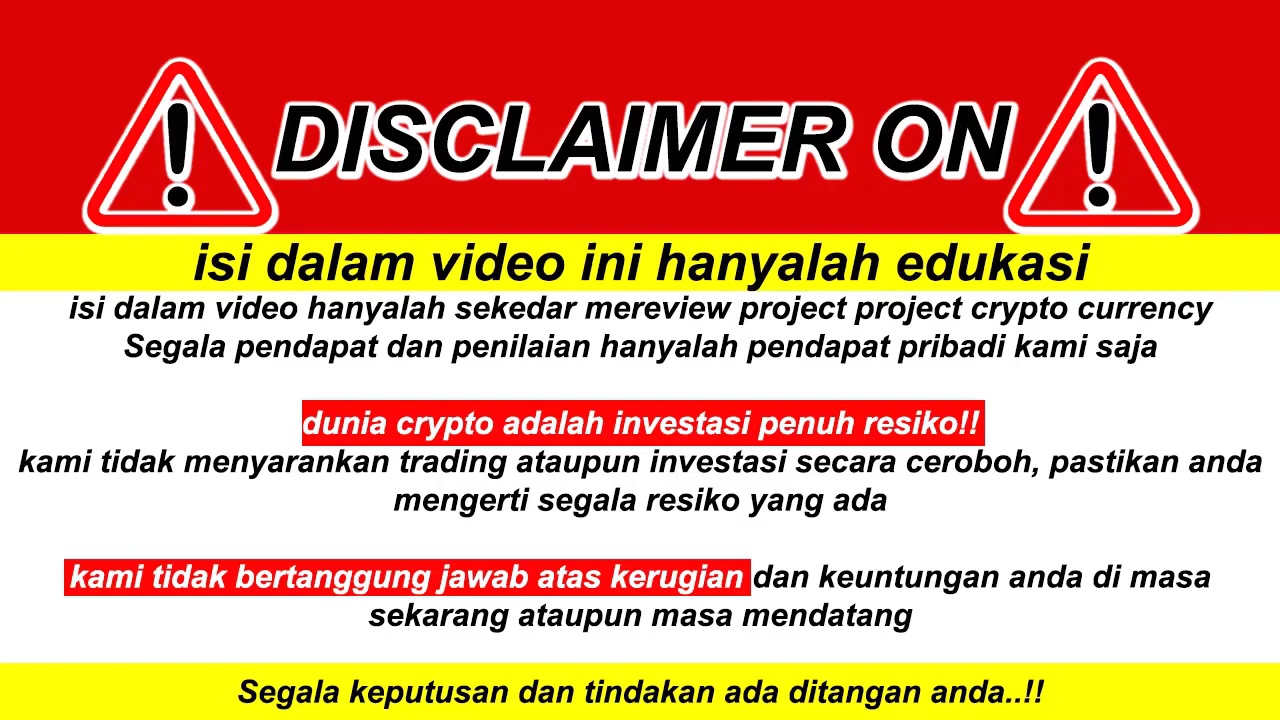 DISCLAIMER ON
isi dalam video ini hanyalah edukasi
isi dalam video hanyalah sekedar mereview project project crypto currency
Segala pendapat dan penilaian hanyalah pendapat pribadi kami saja
dunia crypto adalah investasi penuh resiko!!
kami tidak menyarankan trading ataupun investasi secara ceroboh, pastikan anda
mengerti segala resiko yang ada
kami tidak bertanggung jawab atas kerugian dan keuntungan anda di masa
sekarang ataupun masa mendatang
Segala keputusan dan tindakan ada ditangan anda..!!